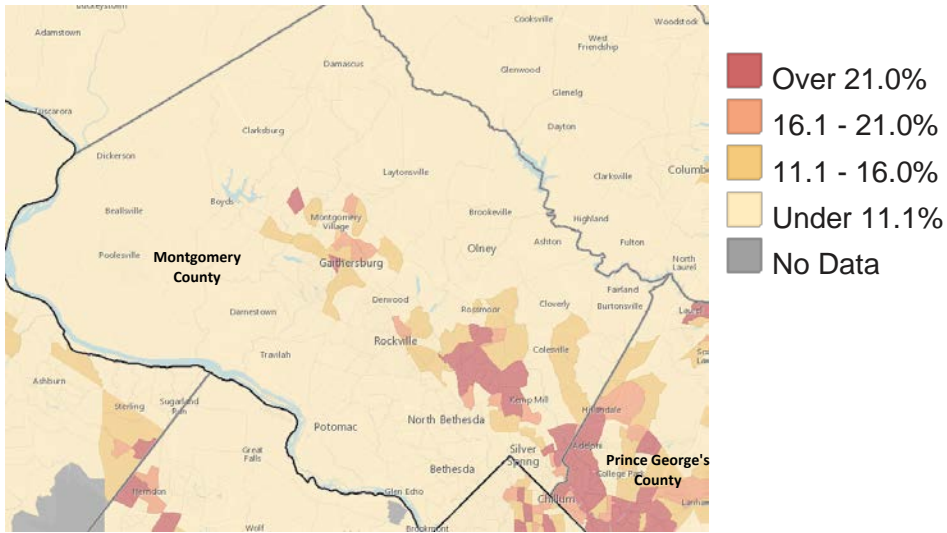 Buckeystown
Cooksville
Woodstock
Adamstown
West
Friendship
Damascus
Glenwood
Glenelg
Tuscarora
Clarksburg
Dayton
Dickerson
Laytonsville
Clarksville
Columbi
Boyds
Beallsville
Montgomery
Village
Brookeville
Highland
Poolesville
Montgomery
County
Olney
Ashton
Fulton
Gaithersburg
North
Laurel
Derwood
Fairland
Burtonsville
Cloverly
Rossmoor
Laurel
Darnestown
Rockville
Colesville
Travilah
Ashburn
Sterling
Sugarland
Run
Kemp Mill
Hillandale
North Bethesda
Potomac
Great
Falls
Silver
Spring
Adelphi
Bethesda
Prince George's
County
College Park
Herndon
Glen Echo
Chillum
Lanham
Wolf
Brookmont
Over 21.0%
16.1 - 21.0%
11.1 - 16.0%
Under 11.1%
No Data